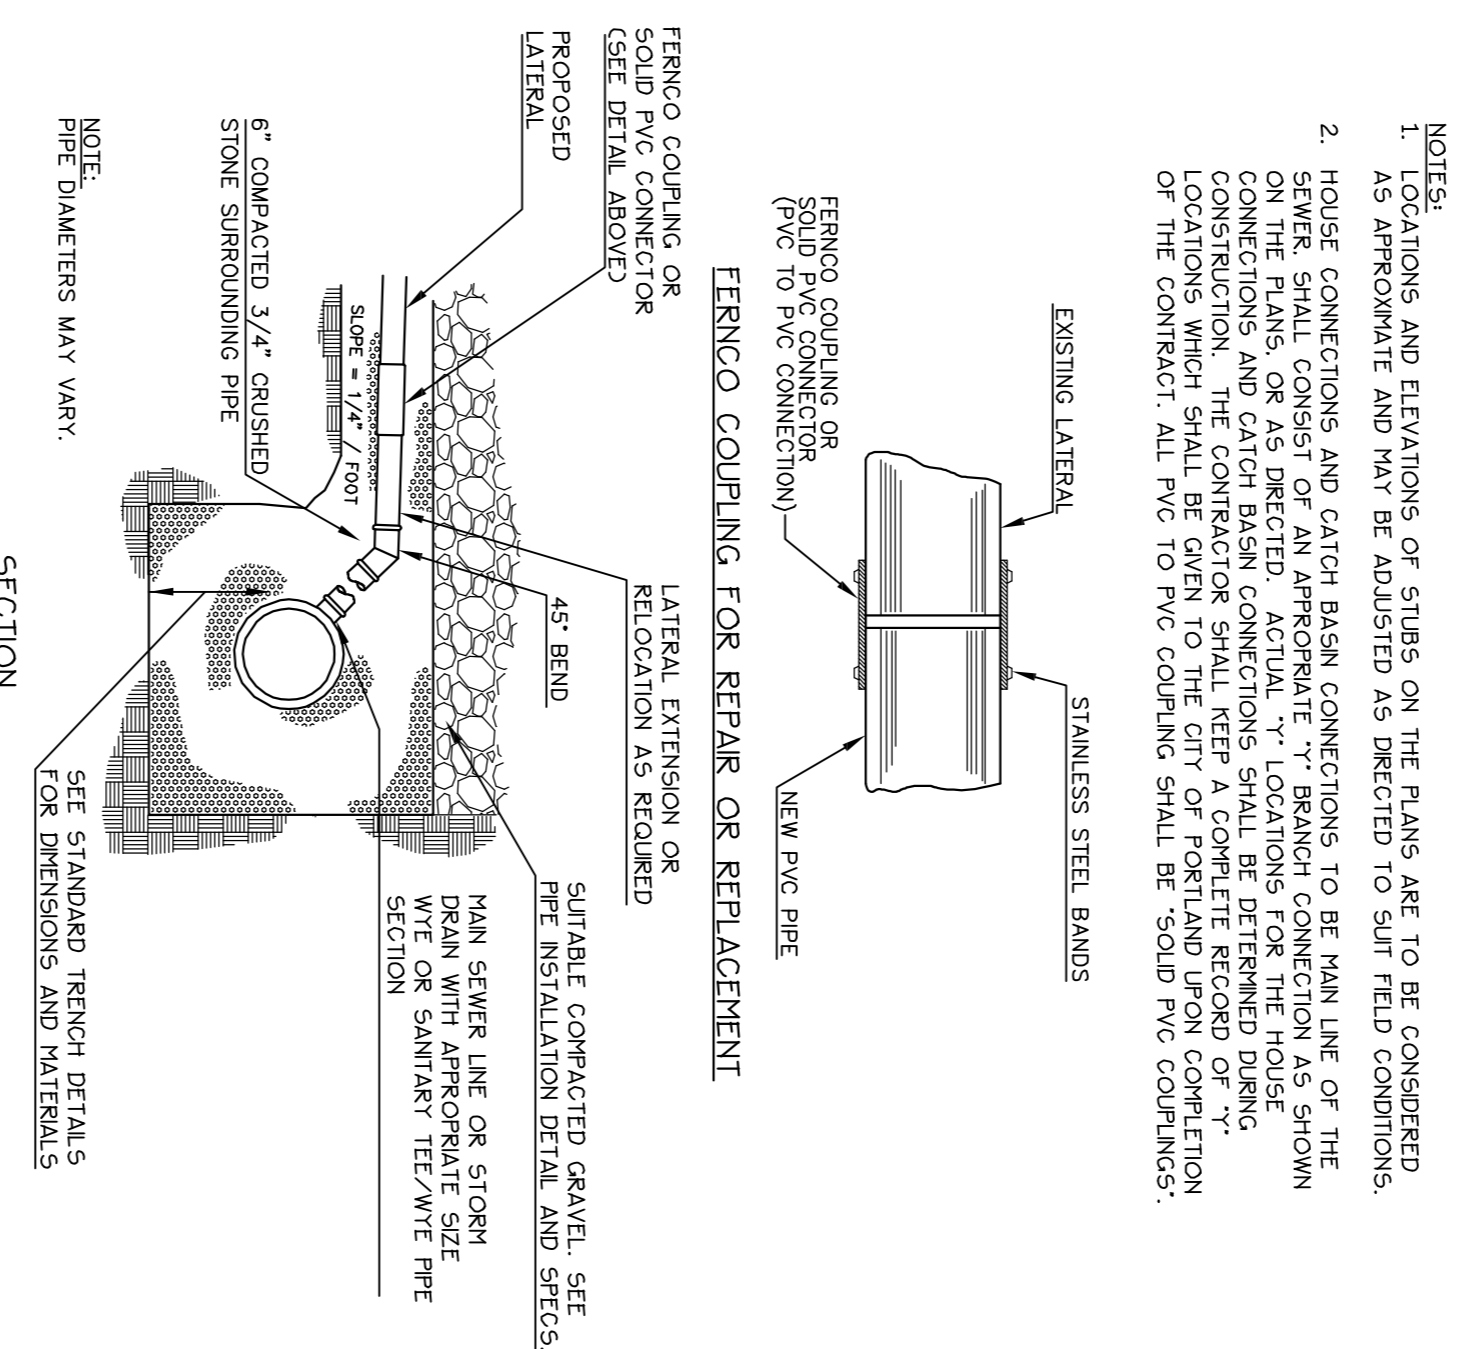 NOTES:
1. LOCATIONS AND ELEVATIONS OF STUBS ON THE PLANS ARE TO BE CONSIDERED
AS APPROXIMATE AND MAY BE ADJUSTED AS DIRECTED TO SUIT FIELD CONDITIONS.
2. HOUSE CONNECTIONS AND CATCH BASIN CONNECTIONS TO BE MAIN LINE OF THE
SEWER, SHALL CONSIST OF AN APPROPRIATE "Y" BRANCH CONNECTION AS SHOWN
ON THE PLANS, OR AS DIRECTED. ACTUAL "Y" LOCATIONS FOR THE HOUSE
CONNECTIONS AND CATCH BASIN CONNECTIONS SHALL BE DETERMINED DURING
CONSTRUCTION. THE CONTRACTOR SHALL KEEP A COMPLETE RECORD OF "Y"
LOCATIONS WHICH SHALL BE GIVEN TO THE CITY OF PORTLAND UPON COMPLETION
OF THE CONTRACT. ALL PVC TO PVC COUPLING SHALL BE "SOLID PVC COUPLINGS".
EXISTING LATERAL
STAINLESS STEEL BANDS
FERNCO COUPLING OR
SOLID PVC CONNECTOR
(PVC TO PVC CONNECTION)
NEW PVC PIPE
FERNCO COUPLING FOR REPAIR OR REPLACEMENT
FERNCO COUPLING OR
SOLID PVC CONNECTOR
(SEE DETAIL ABOVE)
PROPOSED
LATERAL
LATERAL EXTENSION OR
RELOCATION AS REQUIRED
45° BEND
SUITABLE COMPACTED GRAVEL. SEE
PIPE INSTALLATION DETAIL AND SPECS.
MAIN SEWER LINE OR STORM
DRAIN WITH APPROPRIATE SIZE
WYE OR SANITARY TEE/WYE PIPE
SECTION
SLOPE = 1/4" / FOOT
6" COMPACTED 3/4" CRUSHED
STONE SURROUNDING PIPE
SEE STANDARD TRENCH DETAILS
FOR DIMENSIONS AND MATERIALS
NOTE:
PIPE DIAMETERS MAY VARY.
SECTION